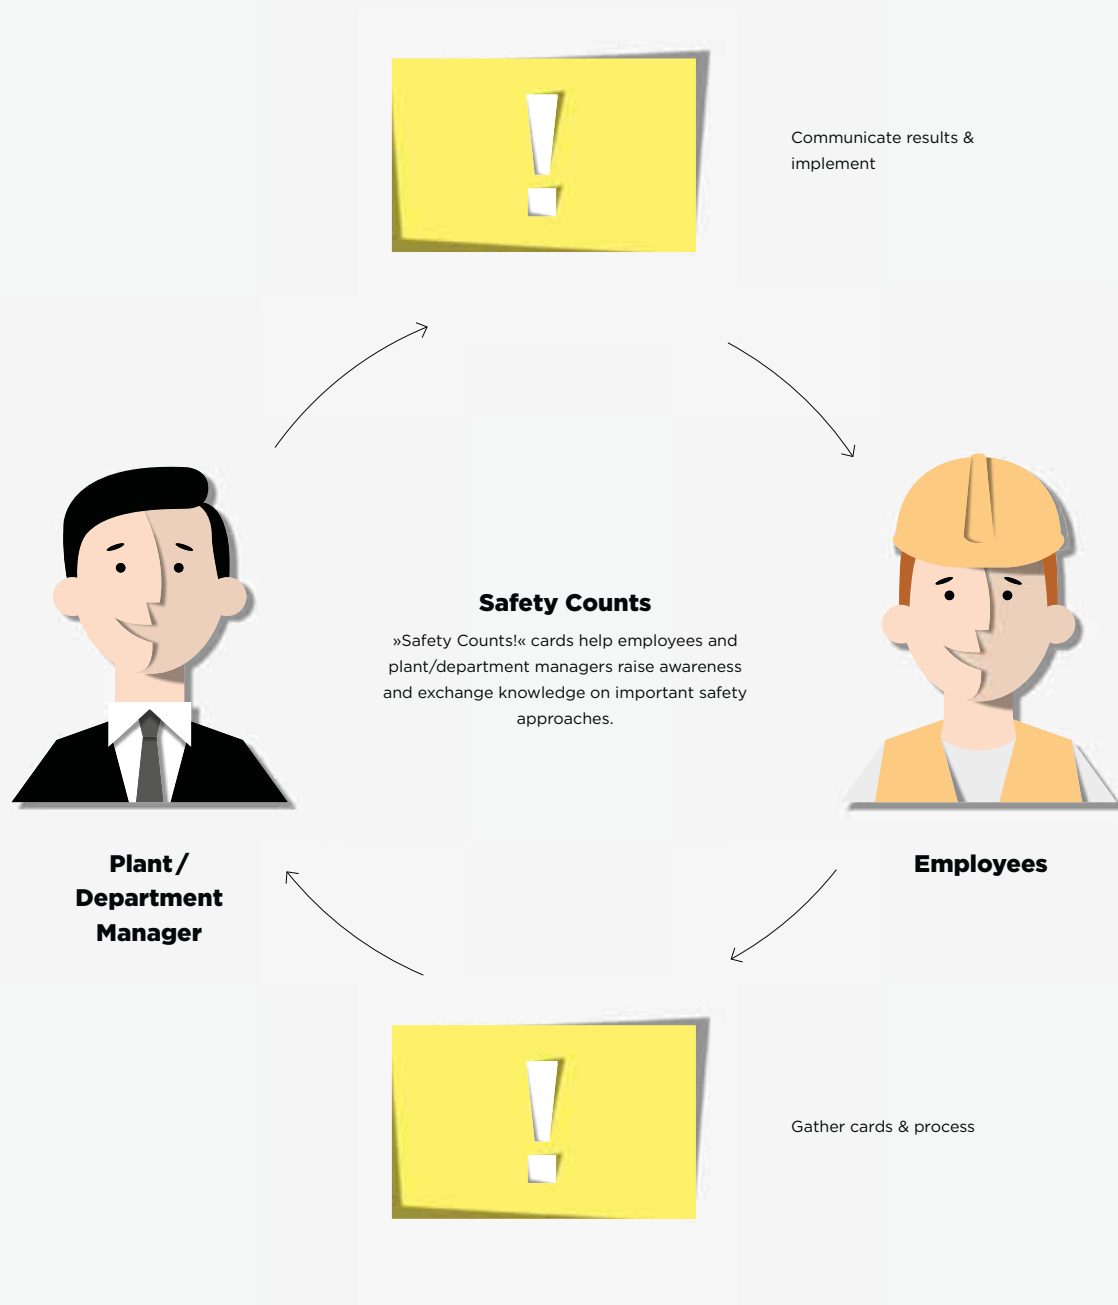 !
Communicate results &
implement
Safety Counts
»Safety Counts!« cards help employees and
plant/department managers raise awareness
and exchange knowledge on important safety
approaches.
Plant /
Department
Manager
Employees
!
Gather cards & process